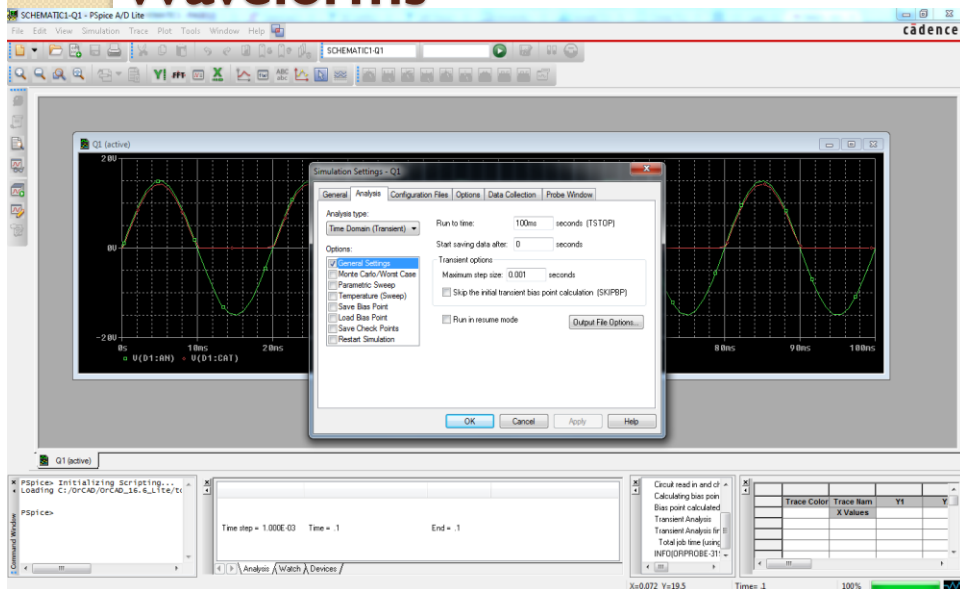 Waveforms
SCHEMATIC1-Q1 - PSpice A/D Lite
File Edit View Simulation Trace Plot Tools Window Help
cādence
SCHEMATIC1-Q1
Q1 (active)
Simulation Settings - Q1
General Analysis Configuration Files Options Data Collection Probe Window
Analysis type:
Time Domain (Transient)
Options:
General Settings
Monte Carlo/Worst Case
Parametric Sweep
Temperature (Sweep)
Save Bias Point
Load Bias Point
Save Check Points
Restart Simulation
Run to time: 100ms seconds (TSTOP)
Start saving data after: 0 seconds
Transient options
Maximum step size: 0.001 seconds
Skip the initial transient bias point calculation (SKIPBP)
Run in resume mode
Output File Options...
OK Cancel Apply Help
20V
0V
-20V
0s 10ms 20ms 80ms 90ms 100ms
V(D1:AN) V(D1:CAT)
Q1 (active)
PSpice> Initializing Scripting...
Loading C:/OrCAD/OrCAD_16.6_Lite/to
PSpice>
Command Window
Time step = 1.000E-03 Time = .1 End = .1
Analysis Watch Devices
Circuit read in and ch
Calculating bias poin
Bias point calculated
Transient Analysis
Transient Analysis fin
Total job time (using
INFO(ORPROBE-31
Trace Color Trace Nam Y1 Y
X Values
X=0.072 Y=19.5 Time= .1 100%